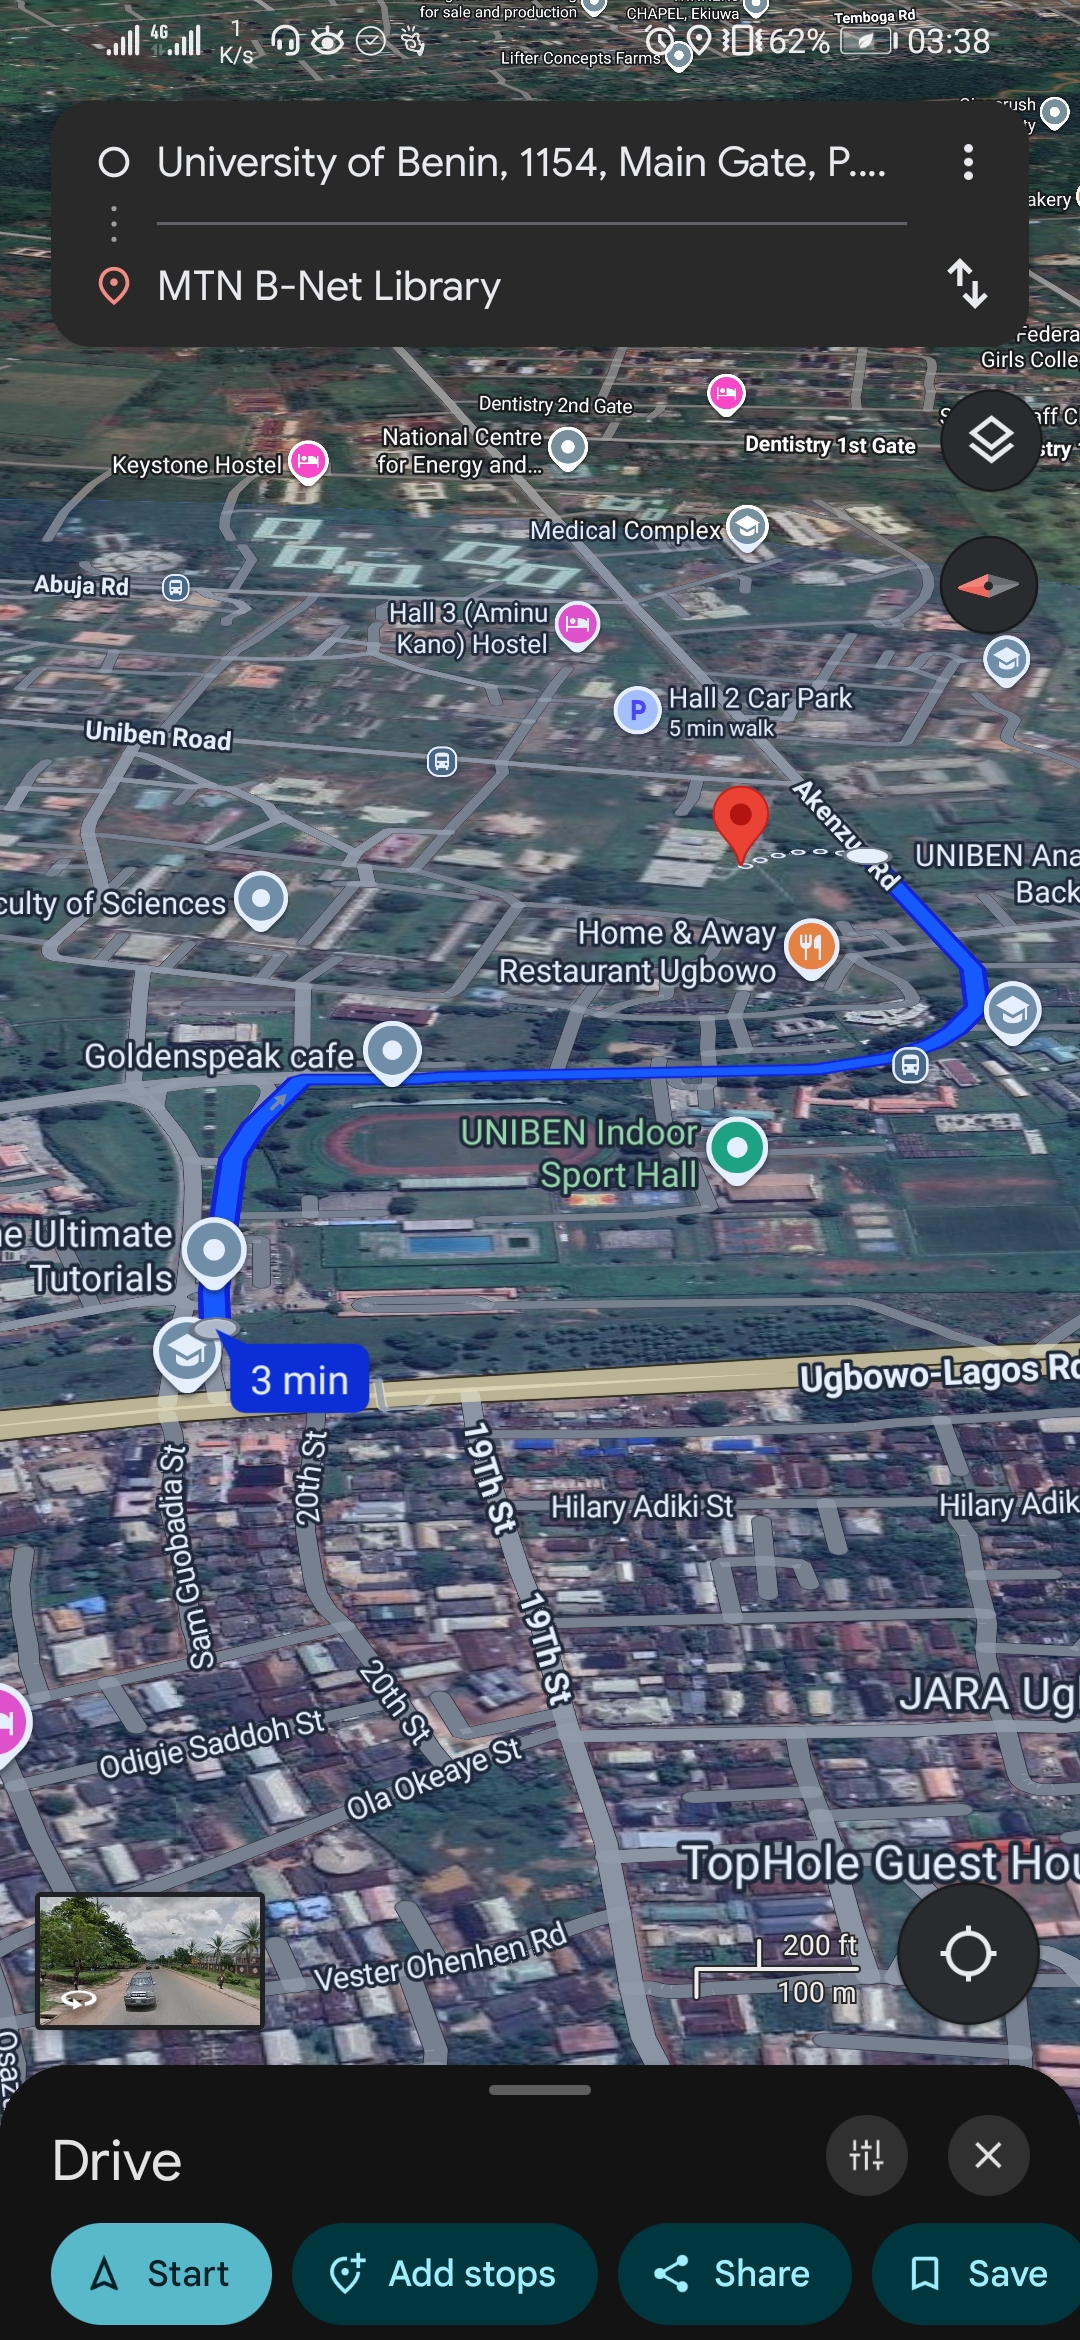 for sale and production
CHAPEL, Ekiuwa
Temboga Rd
4G
1
K/s
62%
03:38
Lifter Concepts Farms
University of Benin, 1154, Main Gate, P....
MTN B-Net Library
akery
Federa
Girls Colle
Dentistry 2nd Gate
National Centre
for Energy and...
Dentistry 1st Gate
Keystone Hostel
Medical Complex
Abuja Rd
Hall 3 (Aminu
Kano) Hostel
P
Hall 2 Car Park
5 min walk
Uniben Road
Akenzu Rd
UNIBEN Ana
Back
culty of Sciences
Home & Away
Restaurant Ugbowo
Goldenspeak cafe
UNIBEN Indoor
Sport Hall
e Ultimate
Tutorials
3 min
Ugbowo-Lagos Rd
Sam Guobadia St
20th St
19Th St
Hilary Adiki St
Hilary Adik
19Th St
20th St
JARA Ug
Odigie Saddoh St
Ola Okeaye St
TopHole Guest Hou
Vester Ohenhen Rd
200 ft
100 m
Drive
Start
Add stops
Share
Save